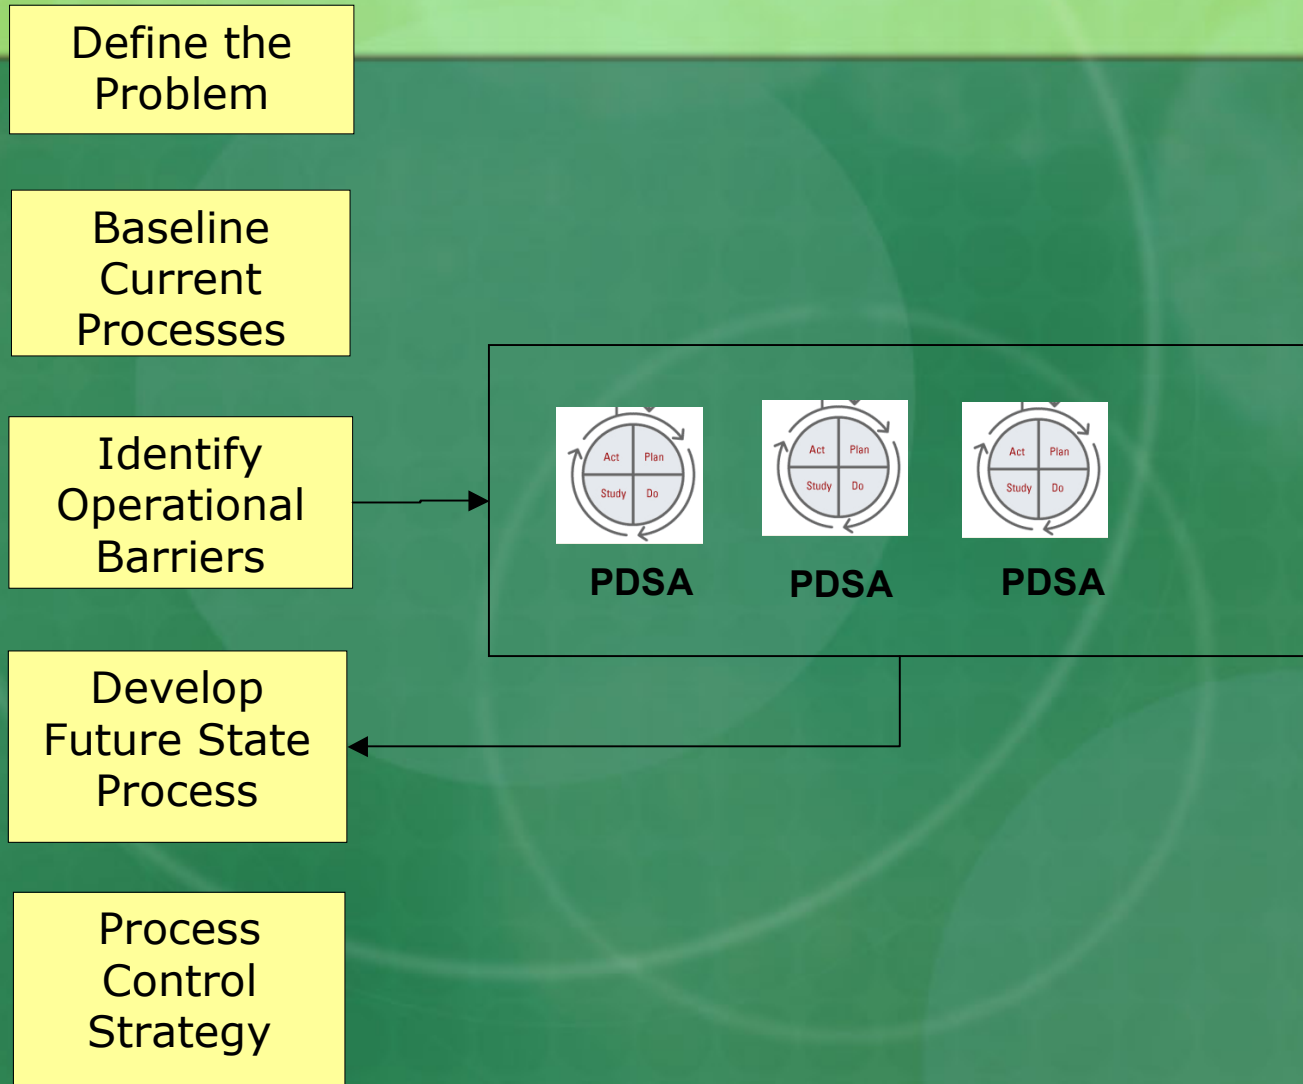 Define the
Problem
Baseline
Current
Processes
Identify
Operational
Barriers
Act Plan
Study Do
PDSA
Act Plan
Study Do
PDSA
Act Plan
Study Do
PDSA
Develop
Future State
Process
Process
Control
Strategy